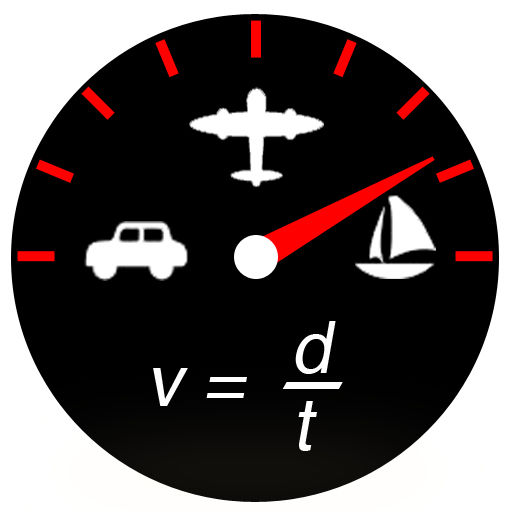 v = d/t